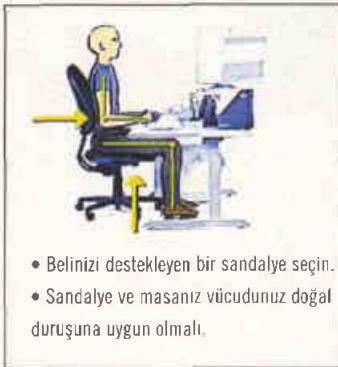 • Belinizi destekleyen bir sandalye seçin.
• Sandalye ve masanız vücudunuz doğal
duruşuna uygun olmalı.